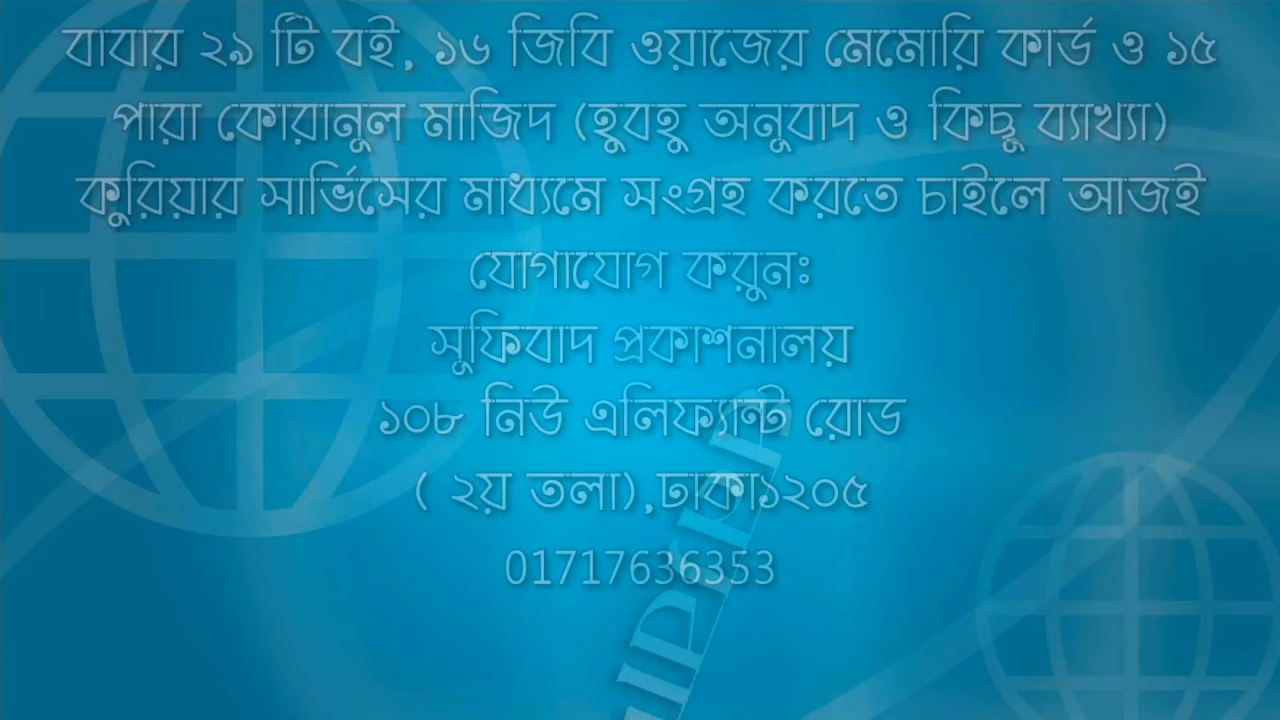 বাবার ২৯ টি বই, ১৬ জিবি ওয়াজের মেমোরি কার্ড ও ১৫
পারা কোরানুল মাজিদ (হুবহু অনুবাদ ও কিছু ব্যাখ্যা)
কুরিয়ার সার্ভিসের মাধ্যমে সংগ্রহ করতে চাইলে আজই
যোগাযোগ করুনঃ
সুফিবাদ প্রকাশনালয়
১০৮ নিউ এলিফ্যান্ট রোড
( ২য় তলা),ঢাকা১২০৫
01717636353